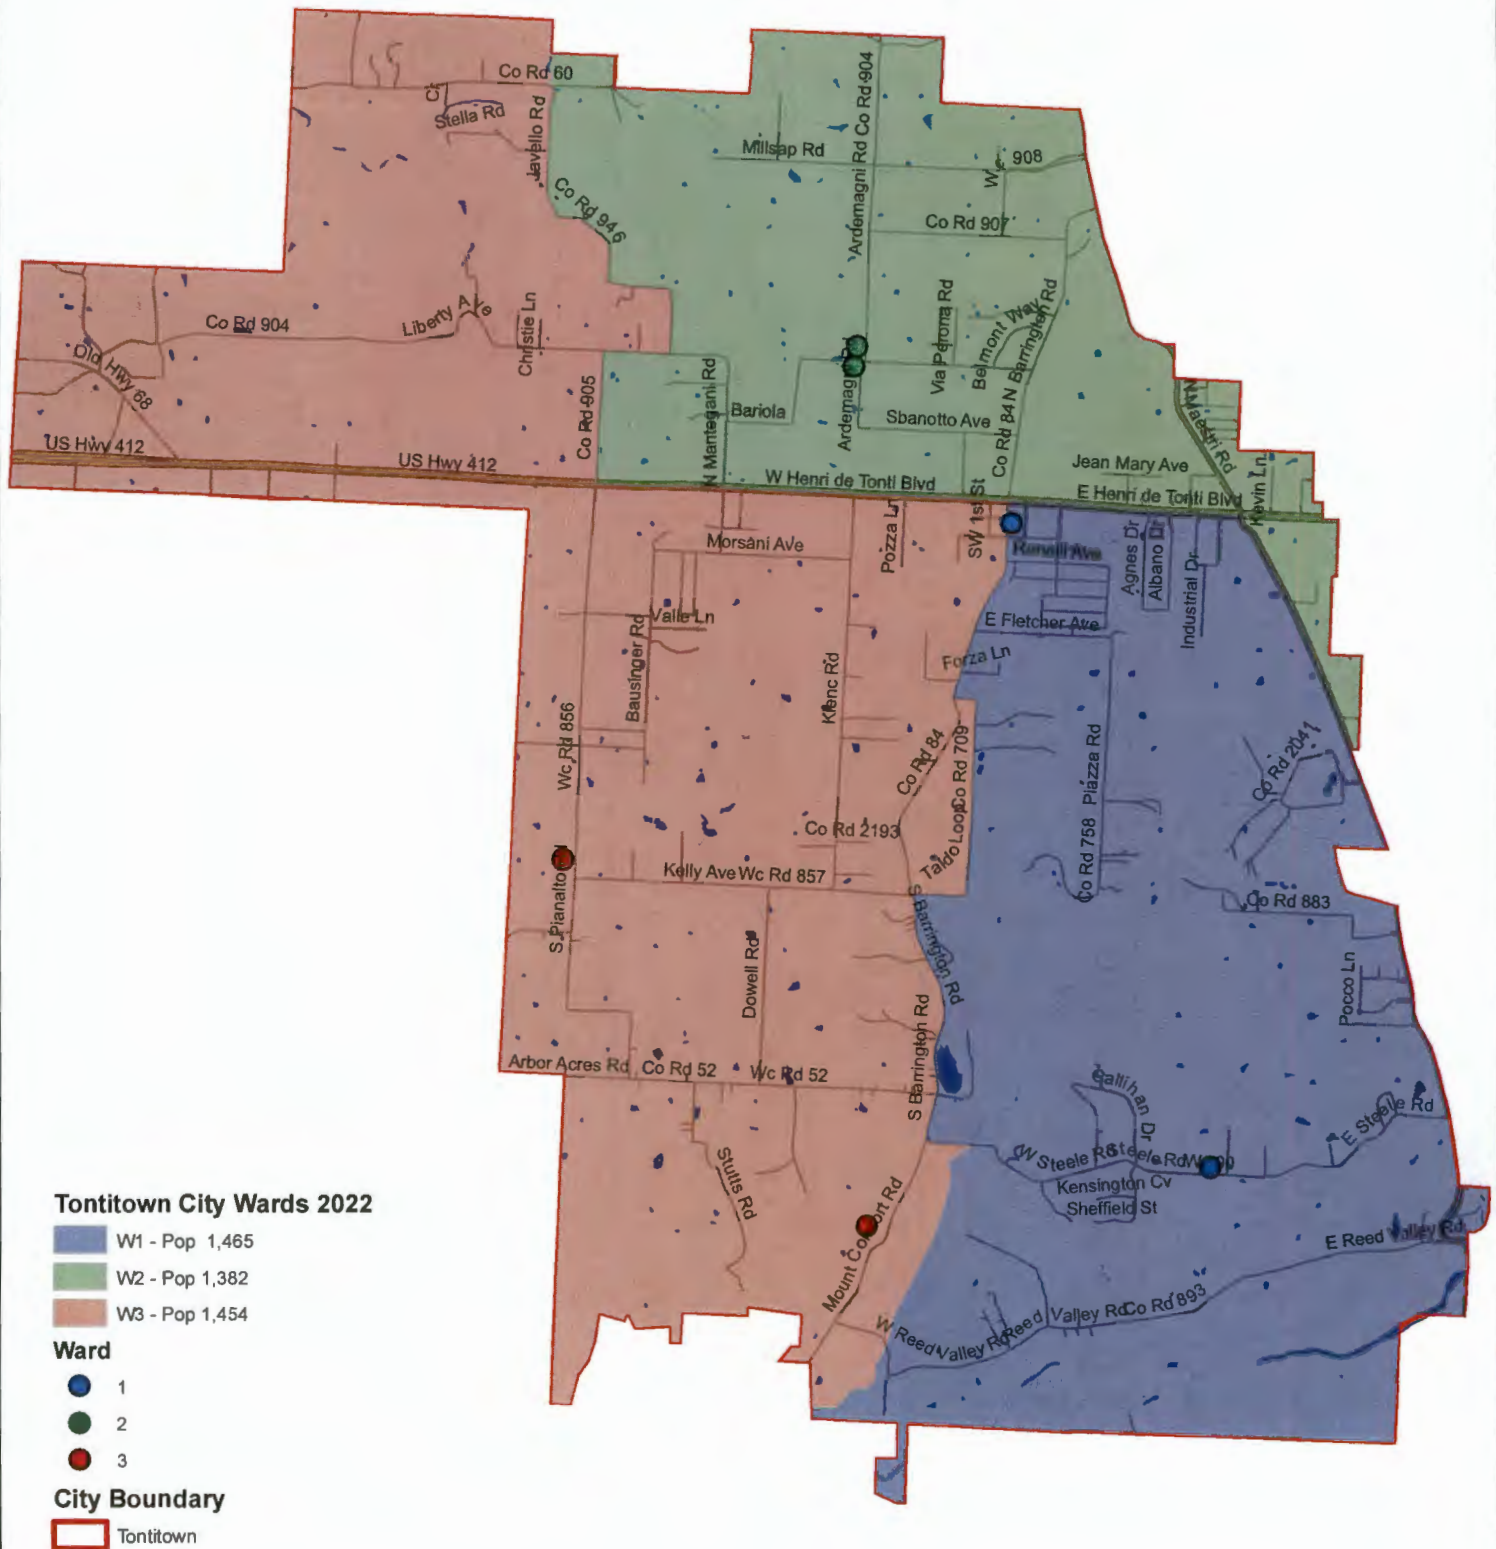 Co Rd 60
Stella Rd
Javello Rd
Co Rd 904
Ardemagni Rd
Millsap Rd
908
Co Rd 946
Co Rd 907
Co Rd 904
Liberty Ave
Christie Ln
Via Perona Rd
Belmont Way
N Barrington Rd
Old Hwy 68
Co Rd 905
N Mantegani Rd
Bariola
Sbanotto Ave
Co Rd 84
US Hwy 412
US Hwy 412
W Henri de Tonti Blvd
Jean Mary Ave
E Henri de Tonti Blvd
Kevin Ln
Morsani Ave
Pozza Ln
SW 1st St
Agnes Dr
Albano Dr
Industrial Dr
Valle Ln
E Fletcher Ave
Forza Ln
Bausinger Rd
Klenc Rd
Wc Rd 856
Co Rd 84
Co Rd 709
Piazza Rd
Co Rd 2041
Co Rd 2193
Taldo Loop
Co Rd 758
Kelly Ave
Wc Rd 857
S Pianalto
Co Rd 883
S Barrington Rd
Dowell Rd
Pocco Ln
S Barrington Rd
Arbor Acres Rd
Co Rd 52
Wc Rd 52
Gallihan Dr
E Steele Rd
W Steele Rd
Steele Rd
Kensington Cv
Sheffield St
Stutts Rd
E Reed Valley Rd
Valley Rd
Co Rd 893
Reed
W Reed Valley Rd
Tontitown City Wards 2022
W1 - Pop 1,465
W2 - Pop 1,382
W3 - Pop 1,454
Ward
1
2
3
City Boundary
Tontitown